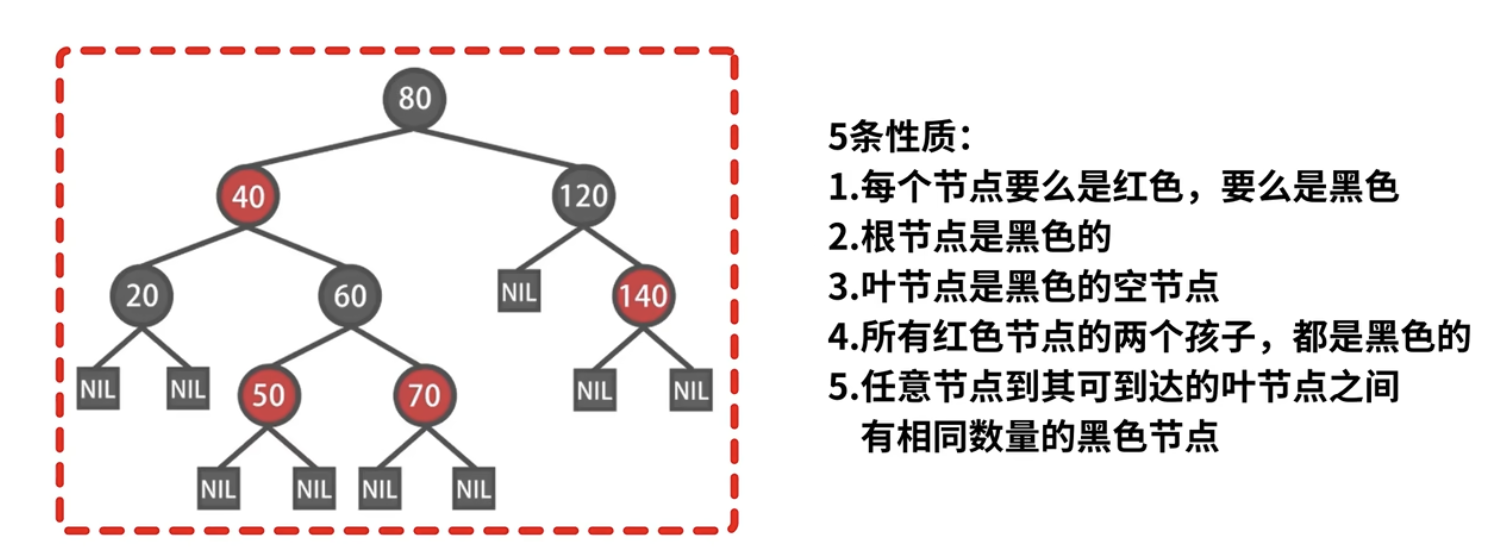 80
40
120
20
60
NIL
140
NIL
NIL
50
70
NIL
NIL
NIL
NIL
NIL
NIL
5条性质：
1.每个节点要么是红色，要么是黑色
2.根节点是黑色的
3.叶节点是黑色的空节点
4.所有红色节点的两个孩子，都是黑色的
5.任意节点到其可到达的叶节点之间
有相同数量的黑色节点